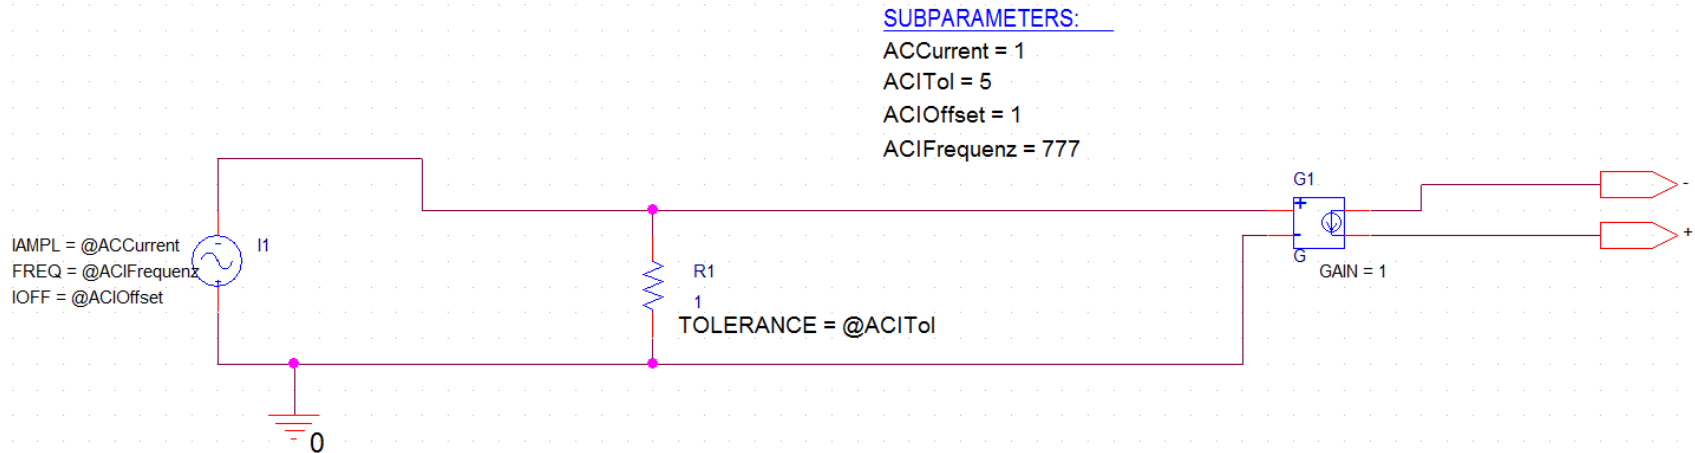 SUBPARAMETERS:
ACCurrent = 1
ACITol = 5
ACIOffset = 1
ACIFrequenz = 777
G1
+
-
G
GAIN = 1
-
+
IAMPL = @ACCurrent
FREQ = @ACIFrequenz
IOFF = @ACIOffset
-
+
I1
R1
1
TOLERANCE = @ACITol
0